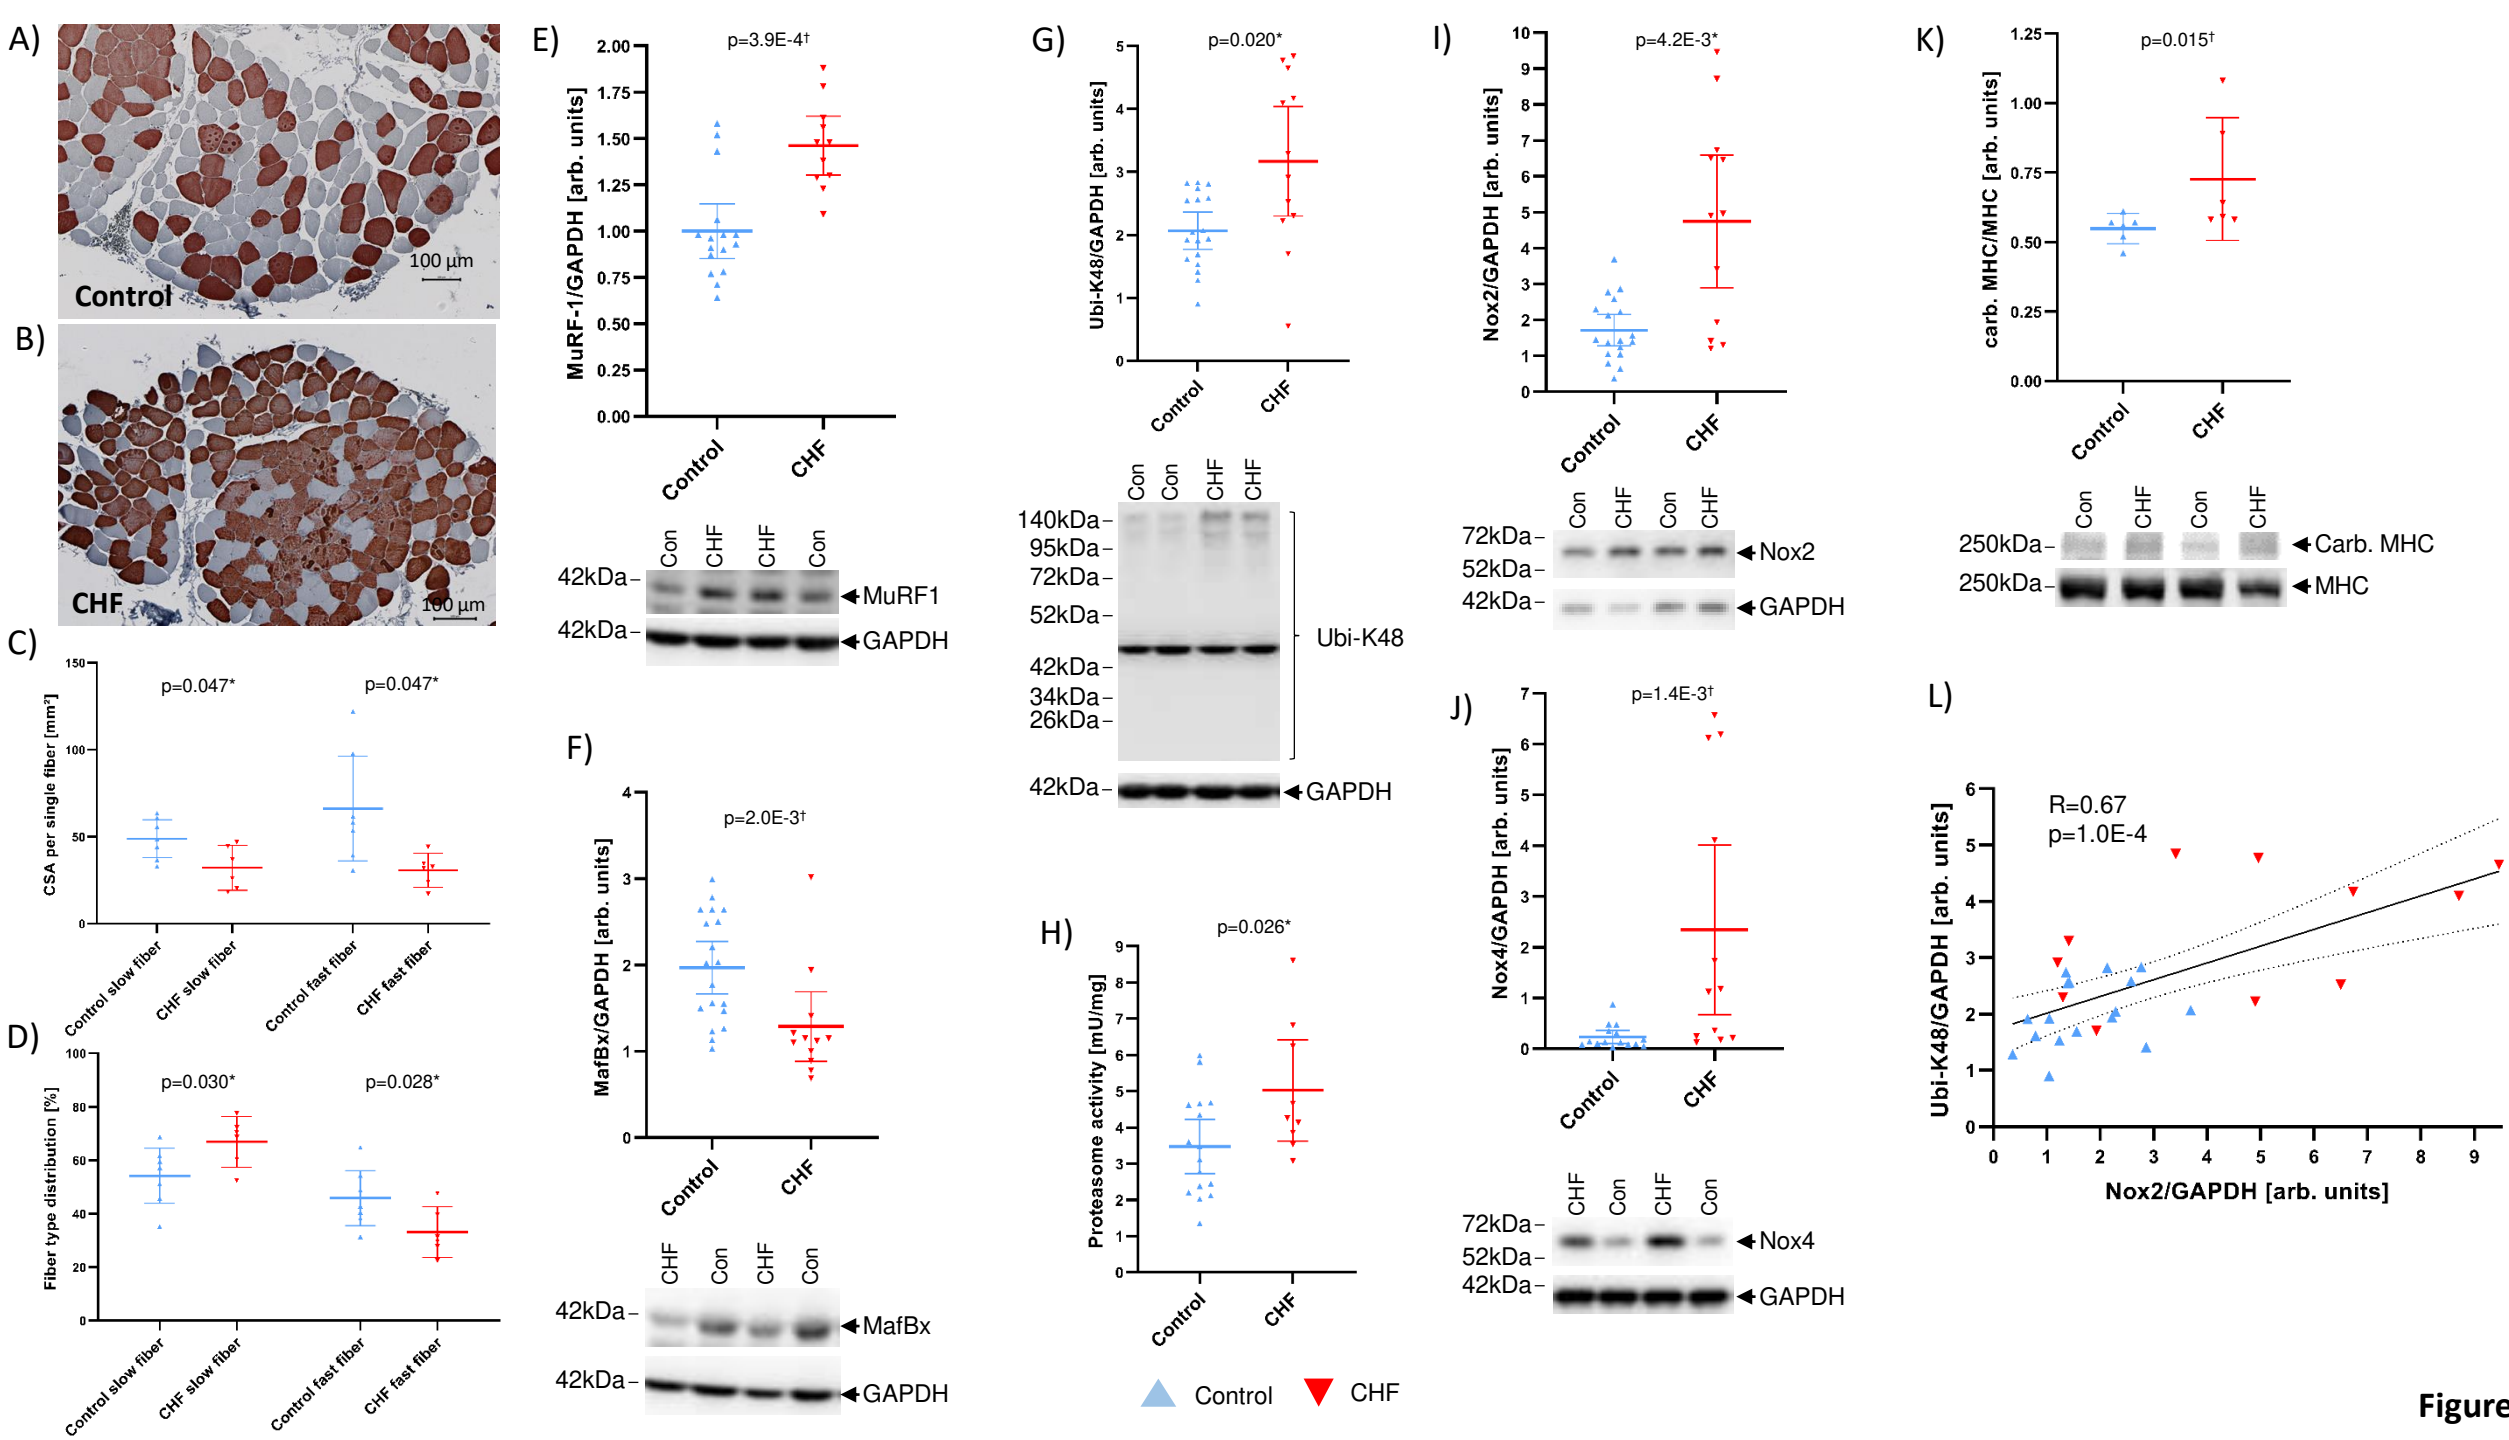 A)
Control
100 µm
B)
CHF
100 µm
C)
150
100
50
0
CSA per single fiber [mm²]
p=0.047*
p=0.047*
Control slow fiber
CHF slow fiber
Control fast fiber
CHF fast fiber
D)
100
80
60
40
20
0
Fiber type distribution [%]
p=0.030*
p=0.028*
Control slow fiber
CHF slow fiber
Control fast fiber
CHF fast fiber
E)
p=3.9E-4†
2.00
1.75
1.50
1.25
1.00
0.75
0.50
0.25
0.00
MuRF-1/GAPDH [arb. units]
Control
CHF
Con
CHF
CHF
Con
42kDa
MuRF1
42kDa
GAPDH
F)
4
3
2
1
0
MafBx/GAPDH [arb. units]
p=2.0E-3†
Control
CHF
CHF
Con
CHF
Con
42kDa
MafBx
42kDa
GAPDH
G)
p=0.020*
5
4
3
2
1
0
Ubi-K48/GAPDH [arb. units]
Control
CHF
Con
Con
CHF
CHF
140kDa
95kDa
72kDa
52kDa
42kDa
34kDa
26kDa
Ubi-K48
42kDa
GAPDH
H)
p=0.026*
9
8
7
6
5
4
3
2
1
0
Proteasome activity [mU/mg]
Control
CHF
Control
CHF
I)
p=4.2E-3*
10
9
8
7
6
5
4
3
2
1
0
Nox2/GAPDH [arb. units]
Control
CHF
Con
CHF
Con
CHF
72kDa
52kDa
Nox2
42kDa
GAPDH
J)
p=1.4E-3†
7
6
5
4
3
2
1
0
Nox4/GAPDH [arb. units]
Control
CHF
CHF
Con
CHF
Con
72kDa
52kDa
Nox4
42kDa
GAPDH
K)
p=0.015†
1.25
1.00
0.75
0.50
0.25
0.00
carb. MHC/MHC [arb. units]
Control
CHF
Con
CHF
Con
CHF
250kDa
Carb. MHC
250kDa
MHC
L)
R=0.67
p=1.0E-4
6
5
4
3
2
1
0
Ubi-K48/GAPDH [arb. units]
0 1 2 3 4 5 6 7 8 9
Nox2/GAPDH [arb. units]
Figure